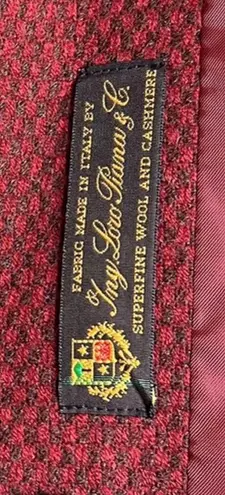 FABRIC MADE IN ITALY BY
Ing. Loro Piana & C.
SUPERFINE WOOL AND CASHMERE